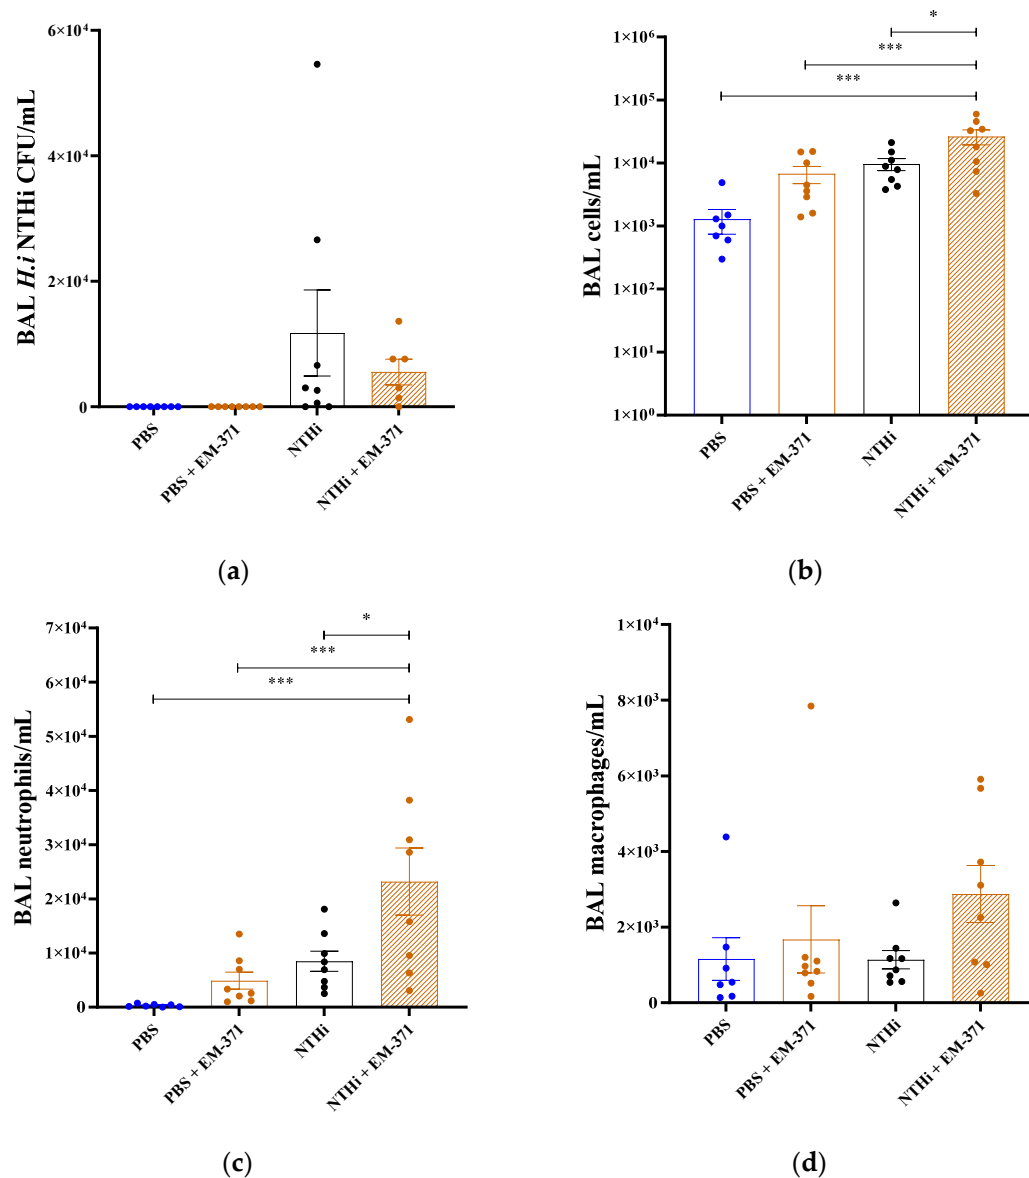 BAL H.i NTHi CFU/mL
6×10⁴
4×10⁴
2×10⁴
0
PBS
PBS + EM-371
NTHi
NTHi + EM-371
(a)
BAL cells/mL
1×10⁶
1×10⁵
1×10⁴
1×10³
1×10²
1×10¹
1×10⁰
*
***
***
PBS
PBS + EM-371
NTHi
NTHi + EM-371
(b)
BAL neutrophils/mL
7×10⁴
6×10⁴
5×10⁴
4×10⁴
3×10⁴
2×10⁴
1×10⁴
0
*
***
***
PBS
PBS + EM-371
NTHi
NTHi + EM-371
(c)
BAL macrophages/mL
1×10⁴
8×10³
6×10³
4×10³
2×10³
0
PBS
PBS + EM-371
NTHi
NTHi + EM-371
(d)